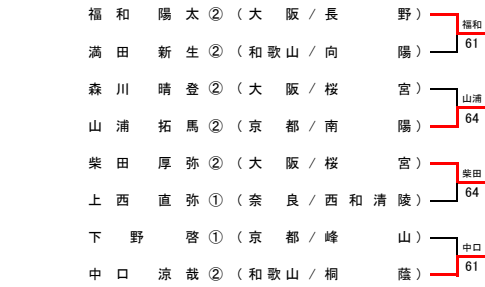 福和 陽太 ② (大 阪/長 野)
福和
61
満田 新生 ② (和歌山/向 陽)
森川 晴登 ② (大 阪/桜 宮)
山浦
64
山浦 拓馬 ② (京 都/南 陽)
柴田 厚弥 ② (大 阪/桜 宮)
柴田
64
上西 直弥 ① (奈 良/西和清陵)
下野 啓 ① (京 都/峰 山)
中口
61
中口 涼哉 ② (和歌山/桐 蔭)